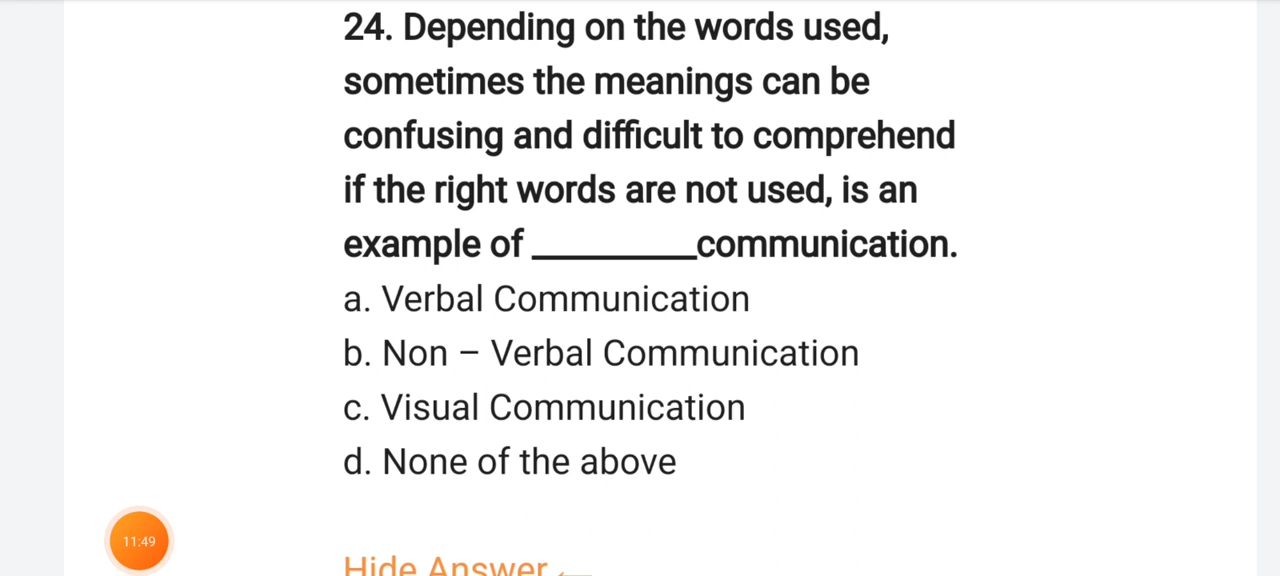 24. Depending on the words used,
sometimes the meanings can be
confusing and difficult to comprehend
if the right words are not used, is an
example of _________communication.
a. Verbal Communication
b. Non – Verbal Communication
c. Visual Communication
d. None of the above
11:49
Hide Answer